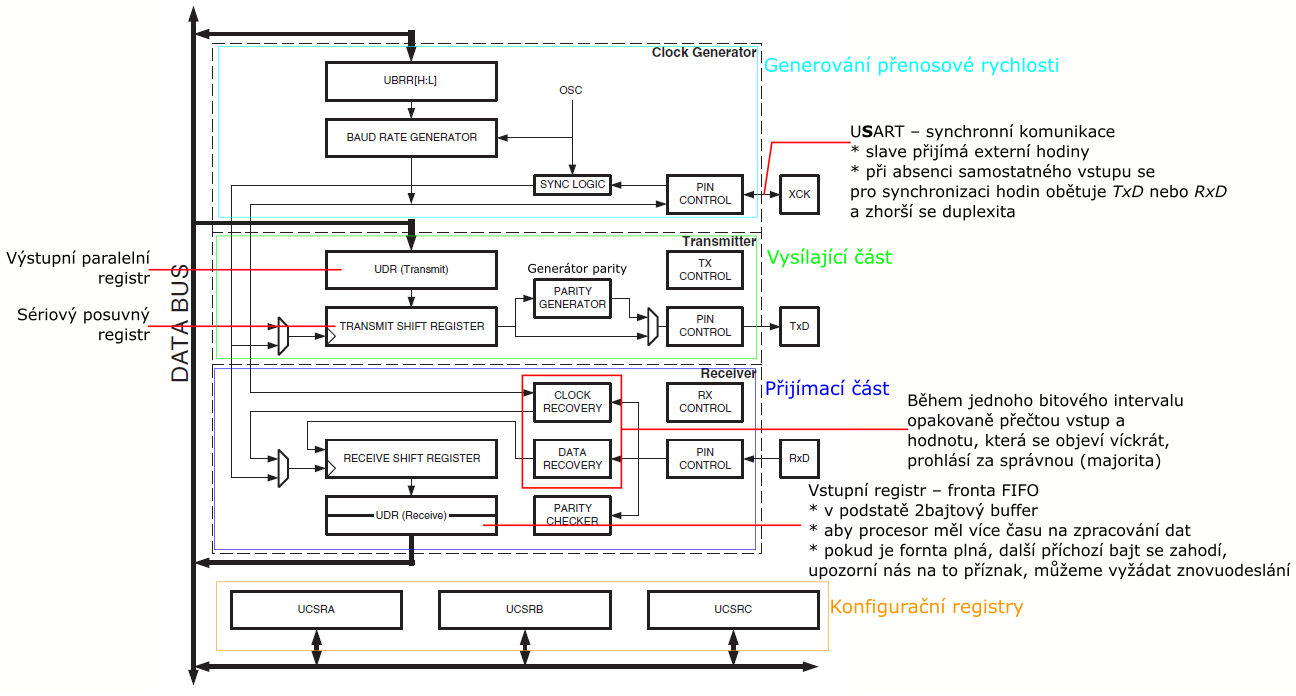 Clock Generator
Generování přenosové rychlosti
UBRR[H:L]
OSC
BAUD RATE GENERATOR
USART – synchronní komunikace
* slave přijímá externí hodiny
* při absenci samostatného vstupu se
pro synchronizaci hodin obětuje TxD nebo RxD
a zhorší se duplexita
SYNC LOGIC
PIN
CONTROL
XCK
Transmitter
Vysílající část
Výstupní paralelní
registr
UDR (Transmit)
Generátor parity
TX
CONTROL
PARITY
GENERATOR
Sériový posuvný
registr
TRANSMIT SHIFT REGISTER
PIN
CONTROL
TxD
DATA BUS
Receiver
Přijímací část
CLOCK
RECOVERY
RX
CONTROL
Během jednoho bitového intervalu
opakovaně přečtou vstup a
hodnotu, která se objeví víckrát,
prohlásí za správnou (majorita)
RECEIVE SHIFT REGISTER
DATA
RECOVERY
PIN
CONTROL
RxD
UDR (Receive)
PARITY
CHECKER
Vstupní registr – fronta FIFO
* v podstatě 2bajtový buffer
* aby procesor měl více času na zpracování dat
* pokud je fornta plná, další příchozí bajt se zahodí,
upozorní nás na to příznak, můžeme vyžádat znovuodeslání
UCSRA
UCSRB
UCSRC
Konfigurační registry